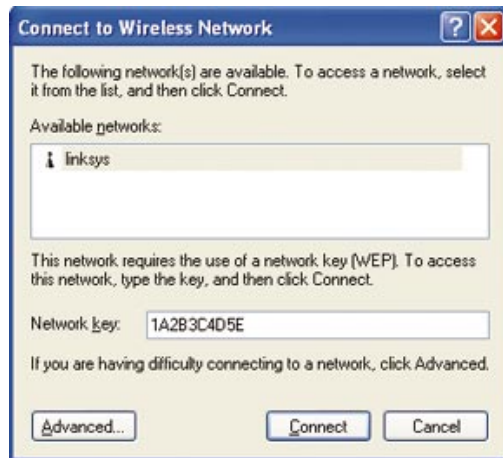 Connect to Wireless Network
The following network(s) are available. To access a network, select
it from the list, and then click Connect.
Available networks:
linksys
This network requires the use of a network key (WEP). To access
this network, type the key, and then click Connect.
Network key: 1A2B3C4D5E
If you are having difficulty connecting to a network, click Advanced.
Advanced... Connect Cancel